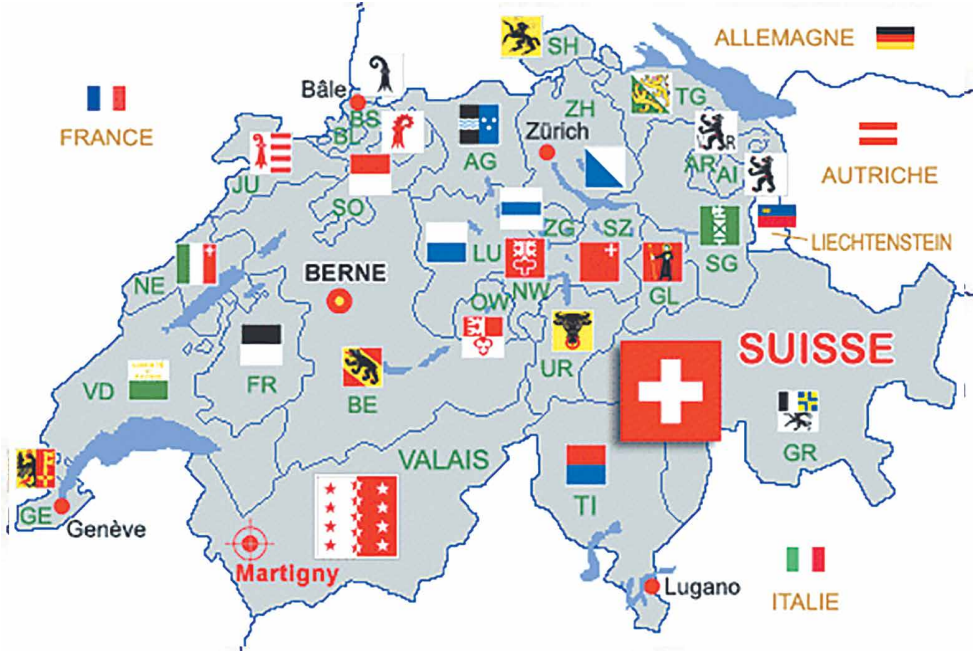 SH
ALLEMAGNE
Bâle
BS
BL
ZH
TG
FRANCE
AG
Zürich
AR
AI
AUTRICHE
JU
SO
R
LU
ZG
SZ
SG
LIECHTENSTEIN
NE
BERNE
OW
NW
GL
UR
SUISSE
VD
FR
BE
GR
VALAIS
TI
GE
Genève
Martigny
Lugano
ITALIE